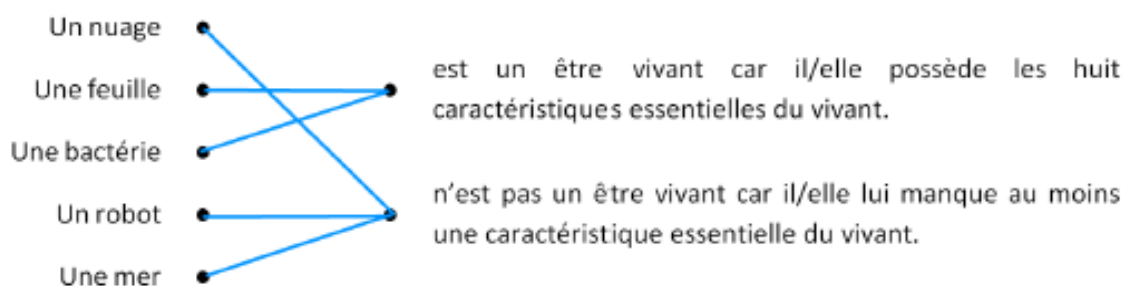 Un nuage
Une feuille
Une bactérie
Un robot
Une mer
est un être vivant car il/elle possède les huit
caractéristiques essentielles du vivant.
n'est pas un être vivant car il/elle lui manque au moins
une caractéristique essentielle du vivant.